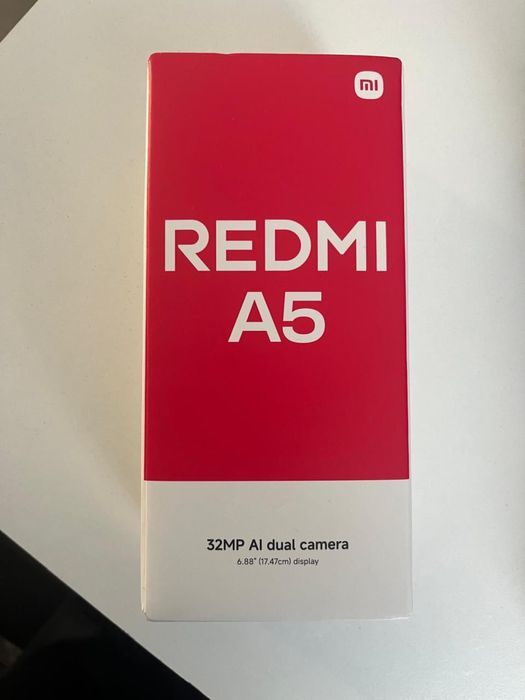 mi
REDMI
A5
32MP AI dual camera
6.88" (17.47cm) display